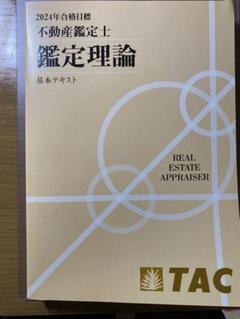 2024年合格目標
不動産鑑定士
鑑定理論
基本テキスト
REAL
ESTATE
APPRAISER
TAC